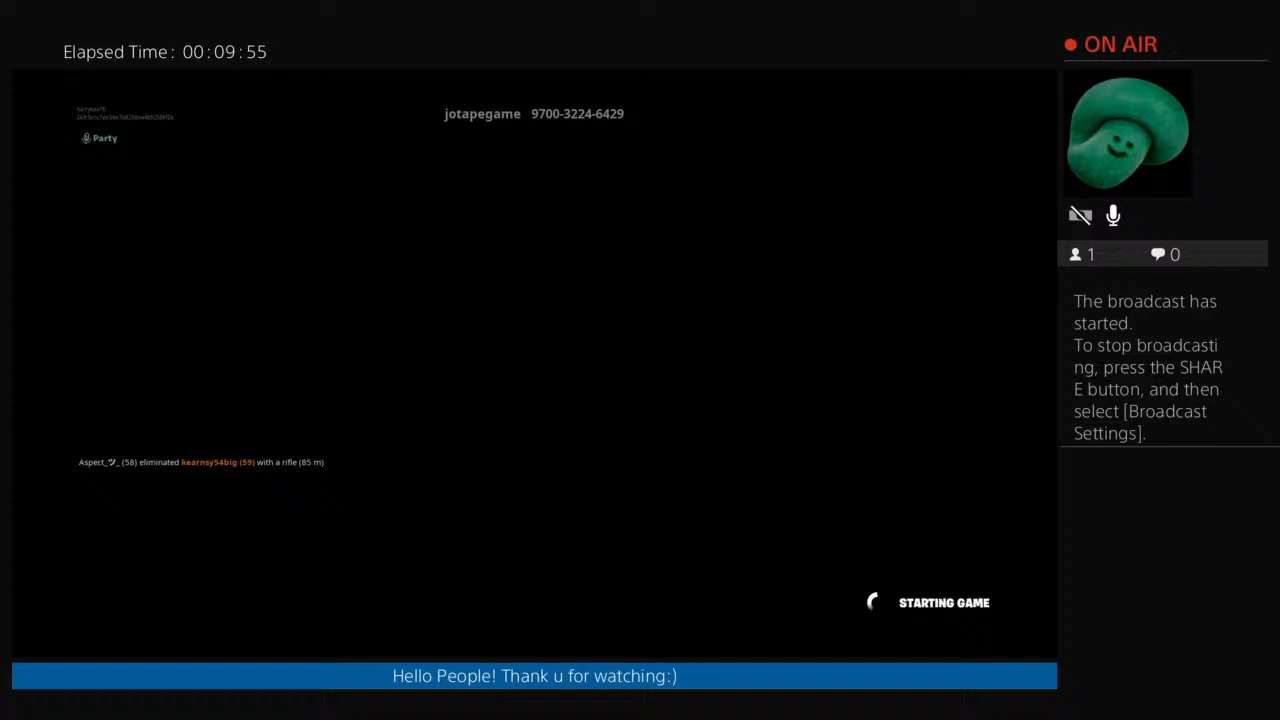 Elapsed Time: 00:09:55
ON AIR
jotapegame 9700-3224-6429
Party
1
0
The broadcast has
started.
To stop broadcasti
ng, press the SHAR
E button, and then
select [Broadcast
Settings].
Aspect_ツ_ (58) eliminated kearnsy54big (59) with a rifle (85 m)
STARTING GAME
Hello People! Thank u for watching:)